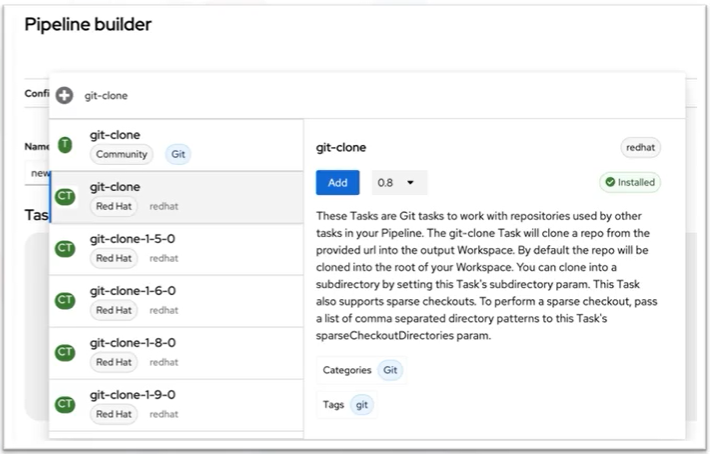 Pipeline builder
Confi
git-clone
Name
new
Tas
T
git-clone
Community Git
CT
git-clone
Red Hat redhat
CT
git-clone-1-5-0
Red Hat redhat
CT
git-clone-1-6-0
Red Hat redhat
CT
git-clone-1-8-0
Red Hat redhat
CT
git-clone-1-9-0
Red Hat redhat
git-clone redhat
Add 0.8
Installed
These Tasks are Git tasks to work with repositories used by other
tasks in your Pipeline. The git-clone Task will clone a repo from the
provided url into the output Workspace. By default the repo will be
cloned into the root of your Workspace. You can clone into a
subdirectory by setting this Task's subdirectory param. This Task
also supports sparse checkouts. To perform a sparse checkout, pass
a list of comma separated directory patterns to this Task's
sparseCheckoutDirectories param.
Categories Git
Tags git